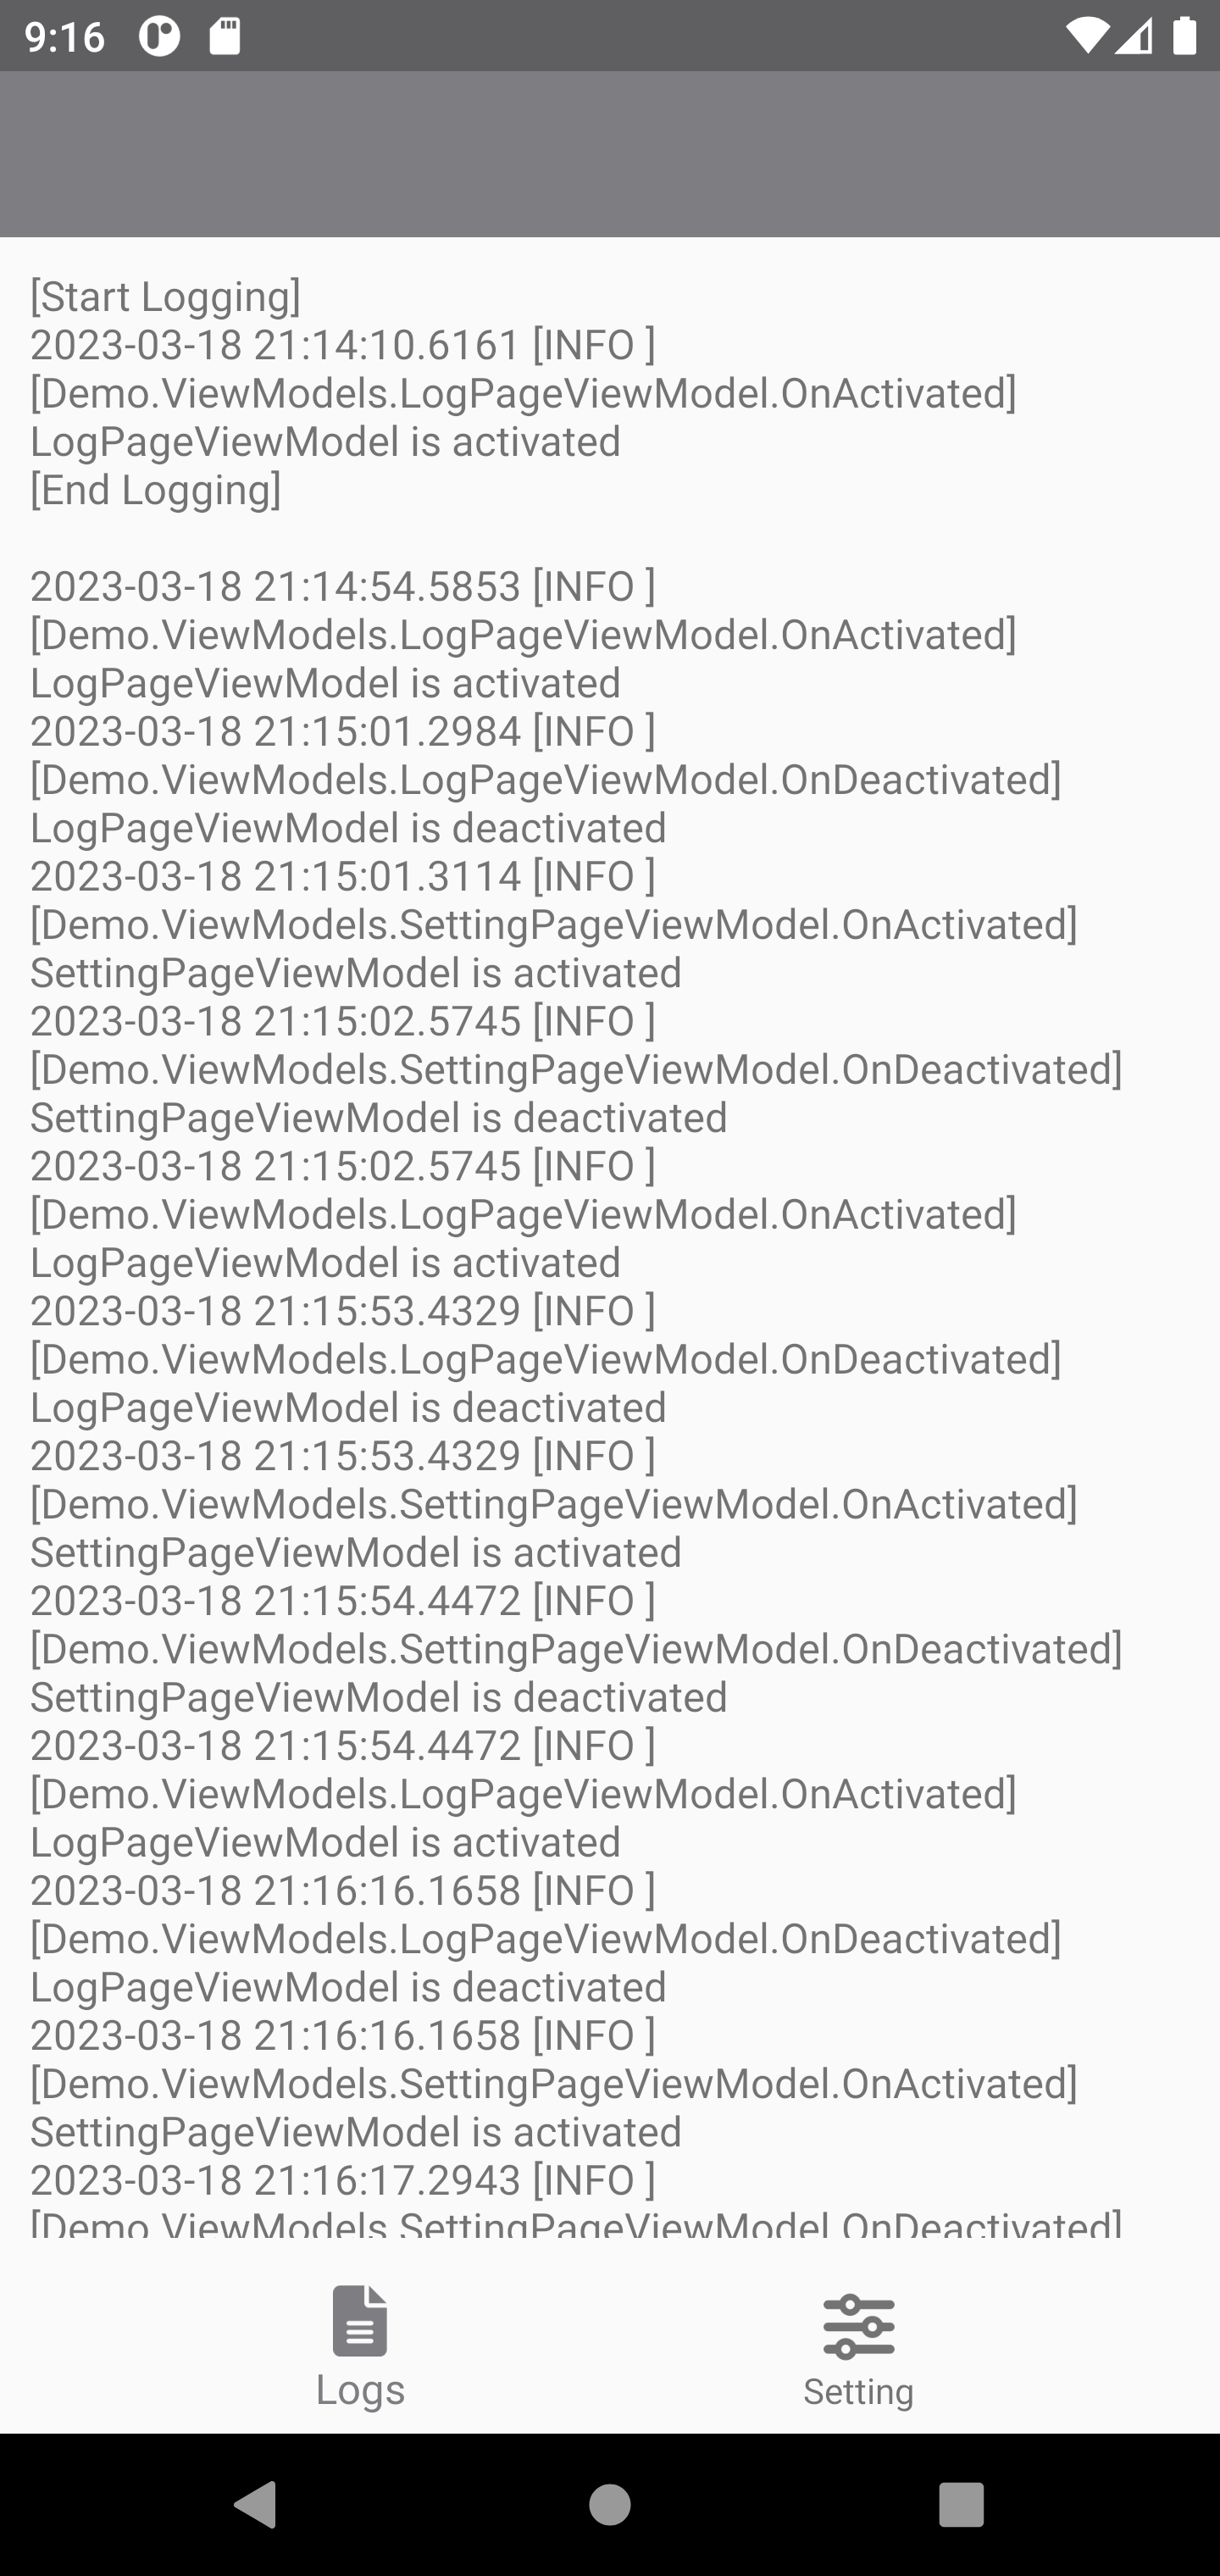 9:16
[Start Logging]
2023-03-18 21:14:10.6161 [INFO ]
[Demo.ViewModels.LogPageViewModel.OnActivated]
LogPageViewModel is activated
[End Logging]
2023-03-18 21:14:54.5853 [INFO ]
[Demo.ViewModels.LogPageViewModel.OnActivated]
LogPageViewModel is activated
2023-03-18 21:15:01.2984 [INFO ]
[Demo.ViewModels.LogPageViewModel.OnDeactivated]
LogPageViewModel is deactivated
2023-03-18 21:15:01.3114 [INFO ]
[Demo.ViewModels.SettingPageViewModel.OnActivated]
SettingPageViewModel is activated
2023-03-18 21:15:02.5745 [INFO ]
[Demo.ViewModels.SettingPageViewModel.OnDeactivated]
SettingPageViewModel is deactivated
2023-03-18 21:15:02.5745 [INFO ]
[Demo.ViewModels.LogPageViewModel.OnActivated]
LogPageViewModel is activated
2023-03-18 21:15:53.4329 [INFO ]
[Demo.ViewModels.LogPageViewModel.OnDeactivated]
LogPageViewModel is deactivated
2023-03-18 21:15:53.4329 [INFO ]
[Demo.ViewModels.SettingPageViewModel.OnActivated]
SettingPageViewModel is activated
2023-03-18 21:15:54.4472 [INFO ]
[Demo.ViewModels.SettingPageViewModel.OnDeactivated]
SettingPageViewModel is deactivated
2023-03-18 21:15:54.4472 [INFO ]
[Demo.ViewModels.LogPageViewModel.OnActivated]
LogPageViewModel is activated
2023-03-18 21:16:16.1658 [INFO ]
[Demo.ViewModels.LogPageViewModel.OnDeactivated]
LogPageViewModel is deactivated
2023-03-18 21:16:16.1658 [INFO ]
[Demo.ViewModels.SettingPageViewModel.OnActivated]
SettingPageViewModel is activated
2023-03-18 21:16:17.2943 [INFO ]
[Demo.ViewModels.SettingPageViewModel.OnDeactivated]
Logs
Setting